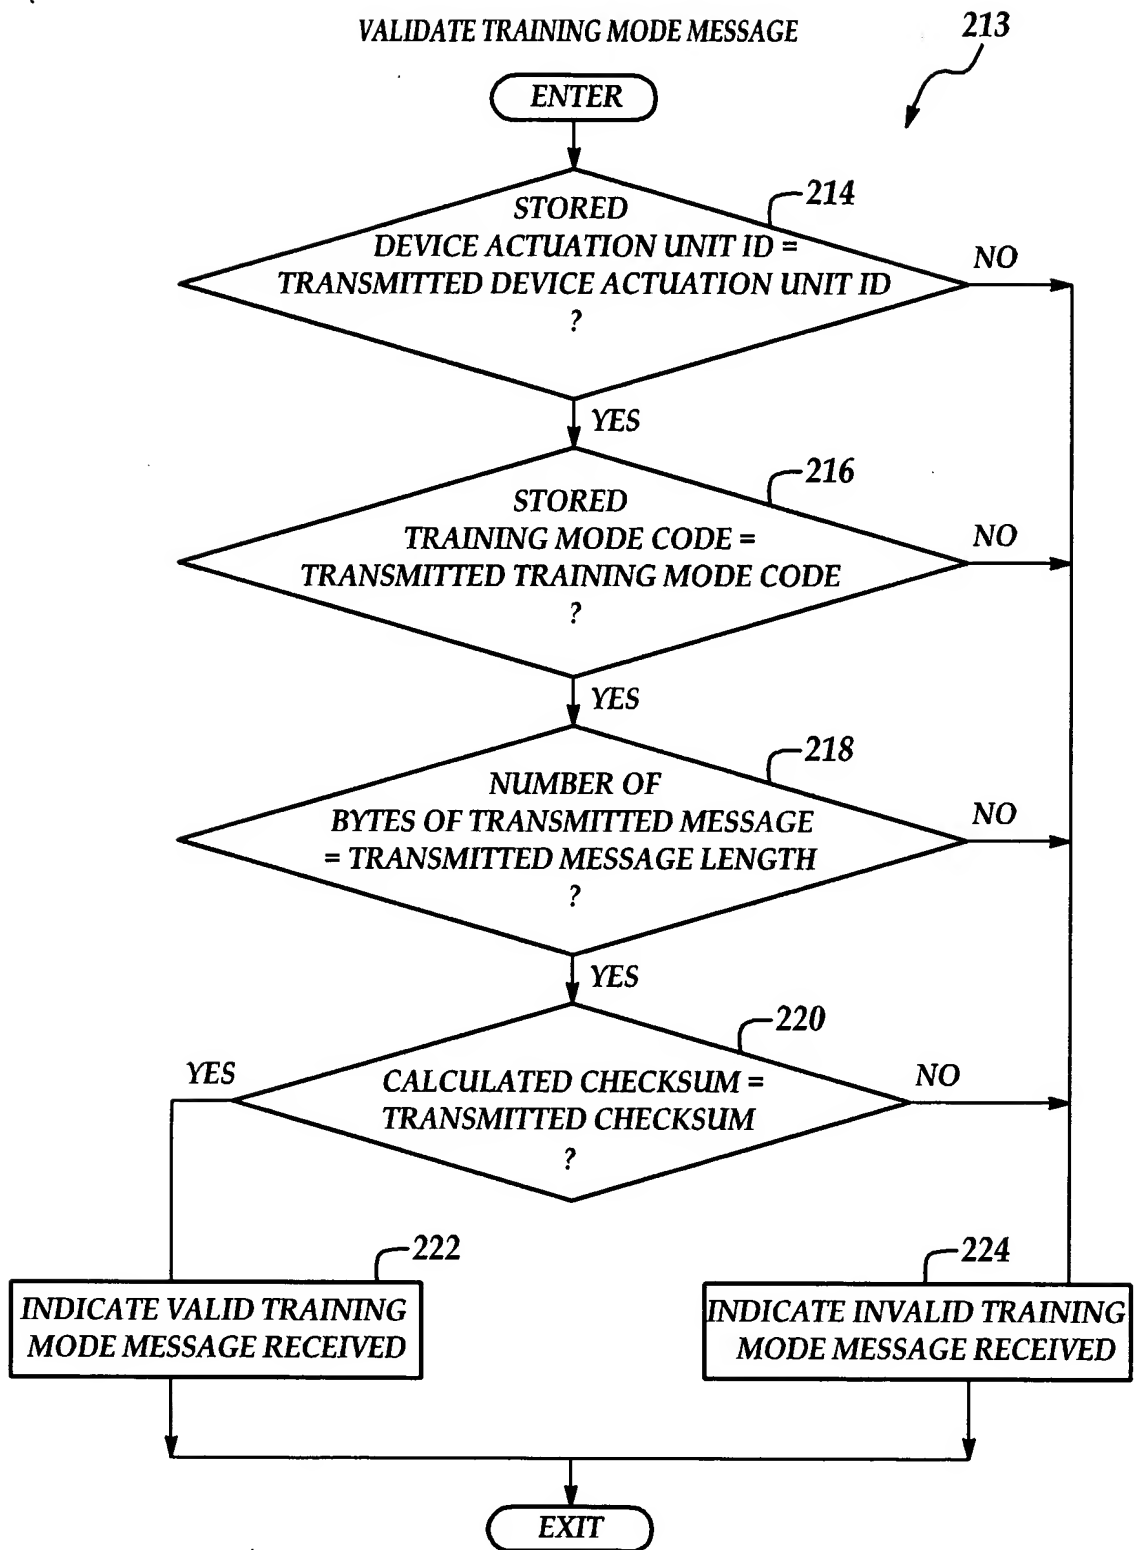 VALIDATE TRAINING MODE MESSAGE
213
ENTER
214
STORED
DEVICE ACTUATION UNIT ID =
TRANSMITTED DEVICE ACTUATION UNIT ID
?
NO
YES
216
STORED
TRAINING MODE CODE =
TRANSMITTED TRAINING MODE CODE
?
NO
YES
218
NUMBER OF
BYTES OF TRANSMITTED MESSAGE
= TRANSMITTED MESSAGE LENGTH
?
NO
YES
220
CALCULATED CHECKSUM =
TRANSMITTED CHECKSUM
?
YES
NO
222
INDICATE VALID TRAINING
MODE MESSAGE RECEIVED
224
INDICATE INVALID TRAINING
MODE MESSAGE RECEIVED
EXIT